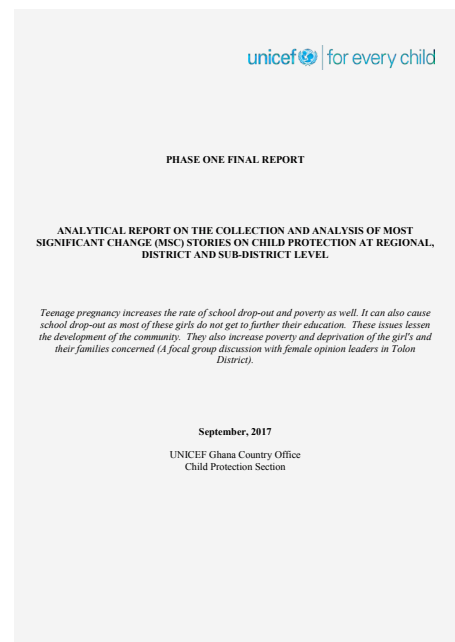 unicef for every child
PHASE ONE FINAL REPORT
ANALYTICAL REPORT ON THE COLLECTION AND ANALYSIS OF MOST
SIGNIFICANT CHANGE (MSC) STORIES ON CHILD PROTECTION AT REGIONAL,
DISTRICT AND SUB-DISTRICT LEVEL
Teenage pregnancy increases the rate of school drop-out and poverty as well. It can also cause
school drop-out as most of these girls do not get to further their education. These issues lessen
the development of the community. They also increase poverty and deprivation of the girl's and
their families concerned (A focal group discussion with female opinion leaders in Tolon
District).
September, 2017
UNICEF Ghana Country Office
Child Protection Section